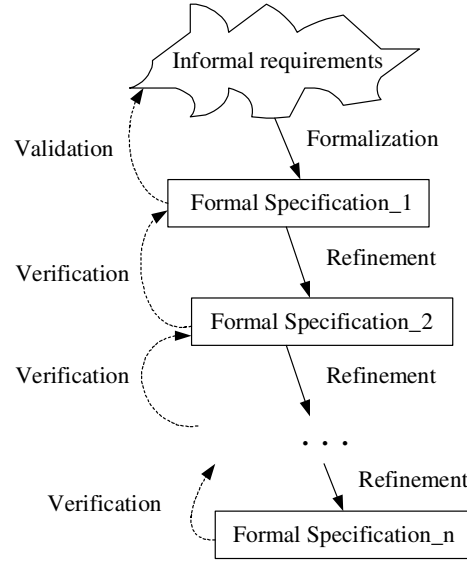 Informal requirements
Formalization
Validation
Formal Specification_1
Refinement
Verification
Formal Specification_2
Refinement
Verification
. . .
Refinement
Verification
Formal Specification_n